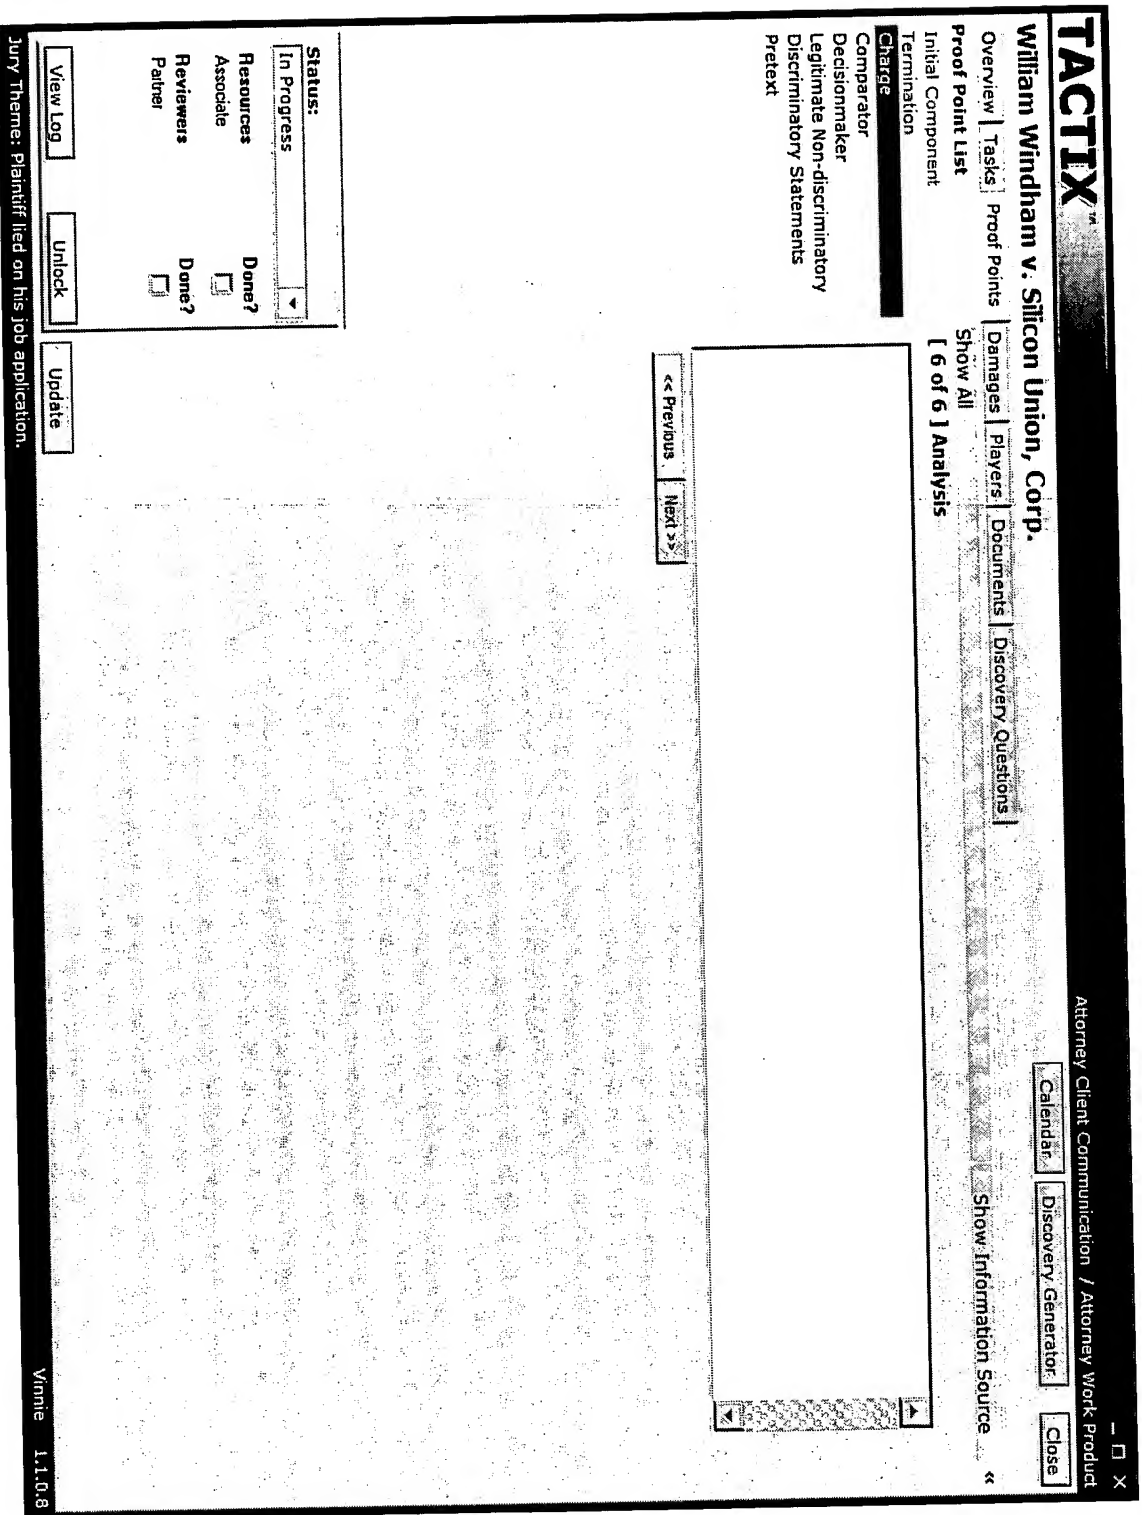 TACTIX™
Attorney Client Communication / Attorney Work Product
William Windham v. Silicon Union, Corp.
Calendar
Discovery Generator
Close
Overview
Tasks
Proof Points
Damages
Players
Documents
Discovery Questions
Proof Point List
Initial Component
Termination
Charge
Comparator
Decisionmaker
Legitimate Non-discriminatory
Discriminatory Statements
Pretext
Show All
Show Information Source «
[ 6 of 6 ] Analysis
<< Previous
Next >>
Status:
In Progress
Resources Done?
Associate
Reviewers Done?
Partner
View Log
Unlock
Update
Jury Theme: Plaintiff lied on his job application.
Vinnie 1.1.0.8